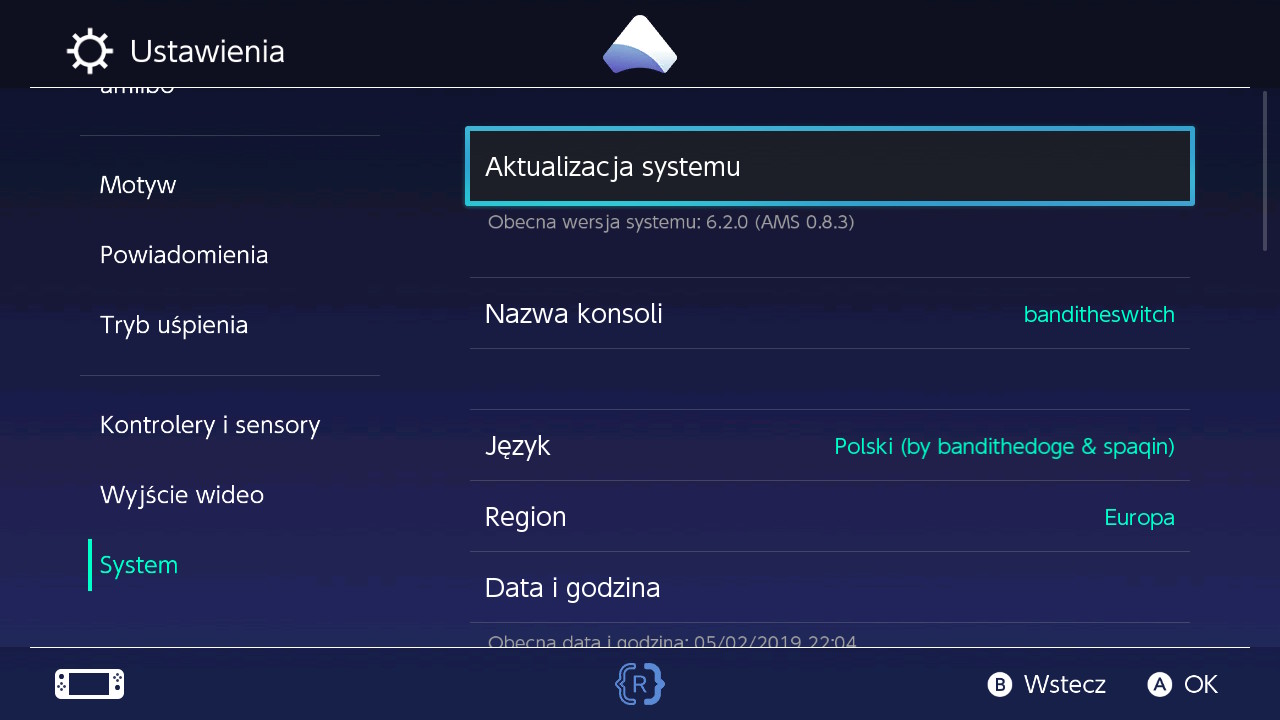 Ustawienia
amiibo
Motyw
Powiadomienia
Tryb uśpienia
Kontrolery i sensory
Wyjście wideo
System
Aktualizacja systemu
Obecna wersja systemu: 6.2.0 (AMS 0.8.3)
Nazwa konsoli banditheswitch
Język Polski (by bandithedoge & spaqin)
Region Europa
Data i godzina
Obecna data i godzina: 05/02/2019 22:04
{R}
B Wstecz A OK